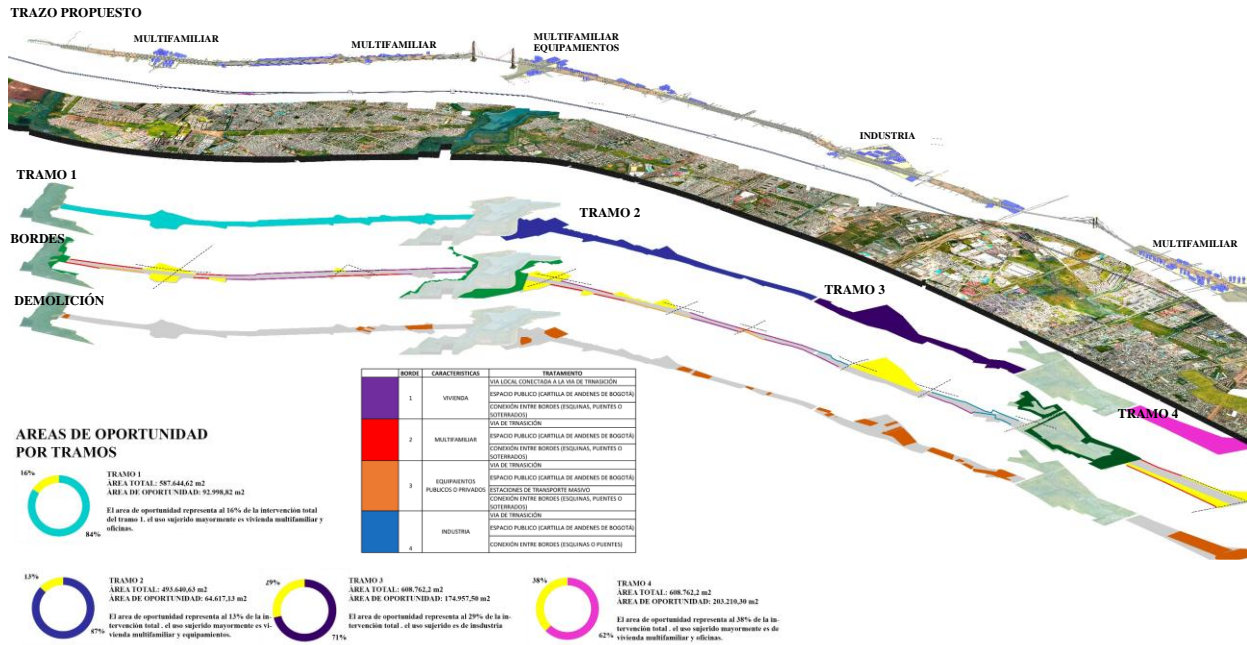 TRAZO PROPUESTO
MULTIFAMILIAR
MULTIFAMILIAR
MULTIFAMILIAR
EQUIPAMIENTOS
INDUSTRIA
MULTIFAMILIAR
TRAMO 1
TRAMO 2
BORDES
TRAMO 3
DEMOLICIÓN
TRAMO 4
BORDE CARACTERISTICAS TRATAMIENTO
1 VIVIENDA
VIA LOCAL CONECTADA A LA VIA DE TRNASICIÓN
ESPACIO PUBLICO (CARTILLA DE ANDENES DE BOGOTÁ)
CONEXIÓN ENTRE BORDES (ESQUINAS, PUENTES O
SOTERRADOS)
2 MULTIFAMILIAR
VIA DE TRNASICIÓN
ESPACIO PUBLICO (CARTILLA DE ANDENES DE BOGOTÁ)
CONEXIÓN ENTRE BORDES (ESQUINAS, PUENTES O
SOTERRADOS)
3 EQUIPAIENTOS
PUBLICOS O PRIVADOS
VIA DE TRNASICIÓN
ESPACIO PUBLICO (CARTILLA DE ANDENES DE BOGOTÁ)
ESTACIONES DE TRANSPORTE MASIVO
CONEXIÓN ENTRE BORDES (ESQUINAS, PUENTES O
SOTERRADOS)
4 INDUSTRIA
VIA DE TRNASICIÓN
ESPACIO PUBLICO (CARTILLA DE ANDENES DE BOGOTÁ)
CONEXIÓN ENTRE BORDES (ESQUINAS O PUENTES)
AREAS DE OPORTUNIDAD
POR TRAMOS
16%
84%
TRAMO 1
ÁREA TOTAL: 587.644,62 m2
ÁREA DE OPORTUNIDAD: 92.998,82 m2
El area de oportunidad representa al 16% de la intervención total
del tramo 1. el uso sujerido mayormente es vivienda multifamiliar y
oficinas.
13%
87%
TRAMO 2
ÁREA TOTAL: 493.640,63 m2
ÁREA DE OPORTUNIDAD: 64.617,13 m2
El area de oportunidad representa al 13% de la in-
tervención total . el uso sujerido mayormente es vi-
vienda multifamiliar y equipamientos.
29%
71%
TRAMO 3
ÁREA TOTAL: 608.762,2 m2
ÁREA DE OPORTUNIDAD: 174.957,50 m2
El area de oportunidad representa al 29% de la in-
tervención total . el uso sujerido es de insdustria
38%
62%
TRAMO 4
ÁREA TOTAL: 608.762,2 m2
ÁREA DE OPORTUNIDAD: 203.210,30 m2
El area de oportunidad representa al 38% de la in-
tervención total . el uso sujerido mayormente es de
vivienda multifamiliar y oficinas.